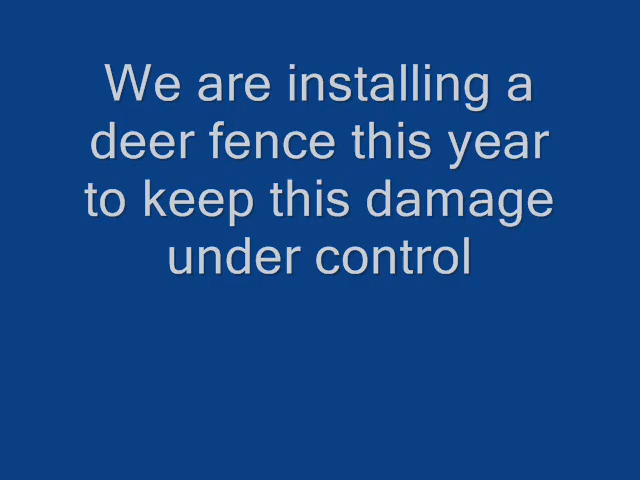 We are installing a
deer fence this year
to keep this damage
under control